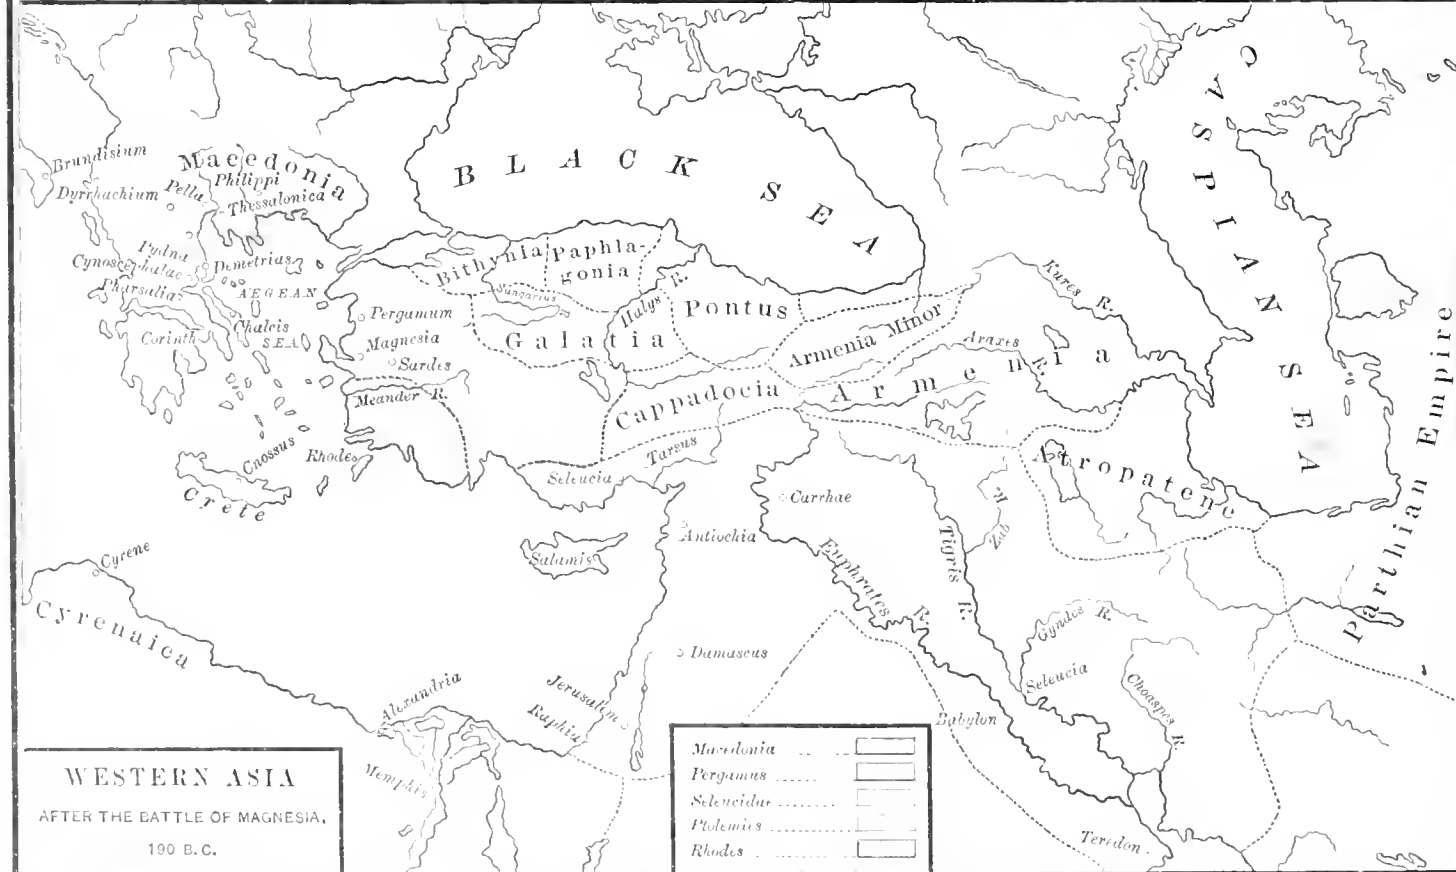 BLACK SEA
CASPIAN SEA
Brundisium
Macedonia
Dyrrhachium
Pella
Philippi
Thessalonica
Pydna
Cynoscephalae
Demetrias
Pharsalia
AEGEAN
SEA
Chalcis
Corinth
Pergamum
Magnesia
Sardes
Meander R.
Bithynia
Paphla-
gonia
Sangarius
Halys R.
Galatia
Pontus
Armenia Minor
Kures R.
Araxes R.
Armenia
Cappadocia
Tarsus
Seleucia
Atropatene
Parthian Empire
Cnossus
Rhodes
Crete
Carrhae
Antiochia
Salamis
Euphrates R.
Tigris R.
Zab R.
Cyrene
Cyrenaica
Gyndes R.
Seleucia
Choaspes R.
Damascus
Jerusalem
Raphia
Alexandria
Memphis
Babylon
Teredon
WESTERN ASIA
AFTER THE BATTLE OF MAGNESIA.
190 B.C.
Macedonia
Pergamus
Seleucidae
Ptolemies
Rhodes